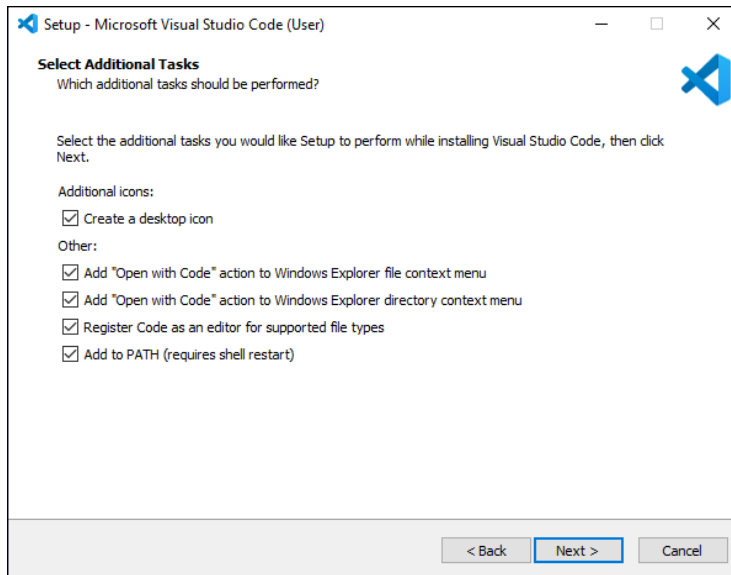 Setup - Microsoft Visual Studio Code (User)
Select Additional Tasks
Which additional tasks should be performed?
Select the additional tasks you would like Setup to perform while installing Visual Studio Code, then click
Next.
Additional icons:
Create a desktop icon
Other:
Add "Open with Code" action to Windows Explorer file context menu
Add "Open with Code" action to Windows Explorer directory context menu
Register Code as an editor for supported file types
Add to PATH (requires shell restart)
< Back Next > Cancel